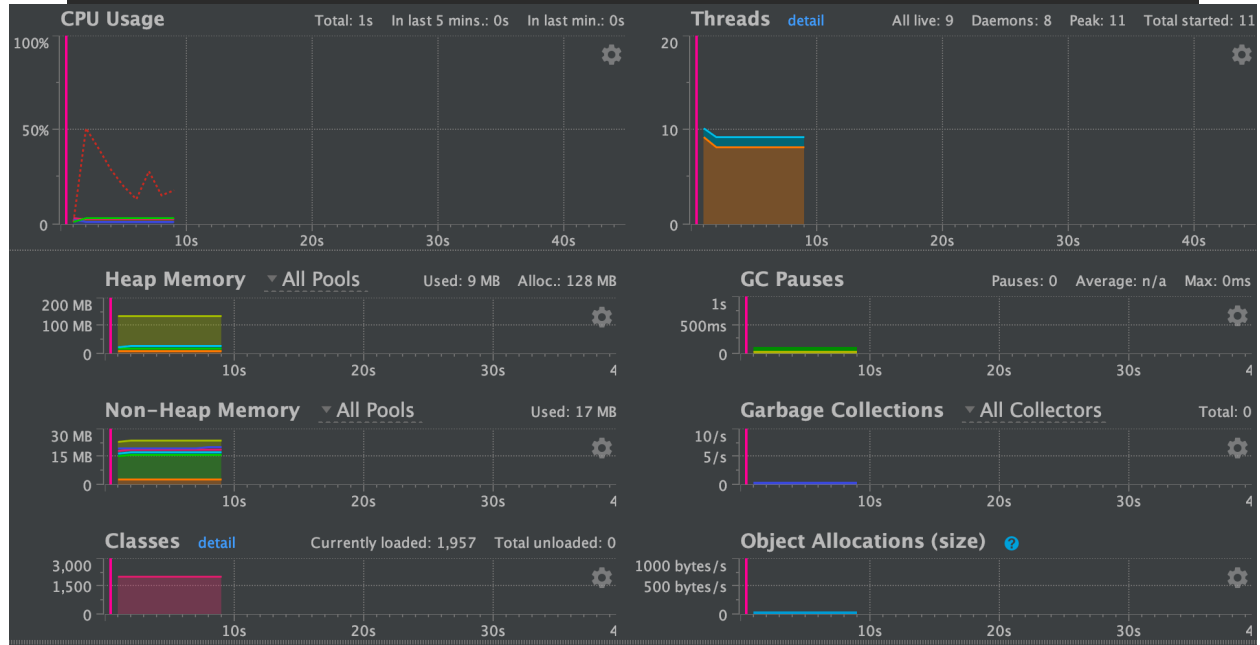 CPU Usage Total: 1s In last 5 mins.: 0s In last min.: 0s
100%
50%
0
10s 20s 30s 40s
Threads detail All live: 9 Daemons: 8 Peak: 11 Total started: 11
20
10
0
10s 20s 30s 40s
Heap Memory All Pools Used: 9 MB Alloc.: 128 MB
200 MB
100 MB
0
10s 20s 30s 4
GC Pauses Pauses: 0 Average: n/a Max: 0ms
1s
500ms
0
10s 20s 30s 4
Non-Heap Memory All Pools Used: 17 MB
30 MB
15 MB
0
10s 20s 30s 4
Garbage Collections All Collectors Total: 0
10/s
5/s
0
10s 20s 30s 4
Classes detail Currently loaded: 1,957 Total unloaded: 0
3,000
1,500
0
10s 20s 30s 4
Object Allocations (size) ?
1000 bytes/s
500 bytes/s
0
10s 20s 30s 4